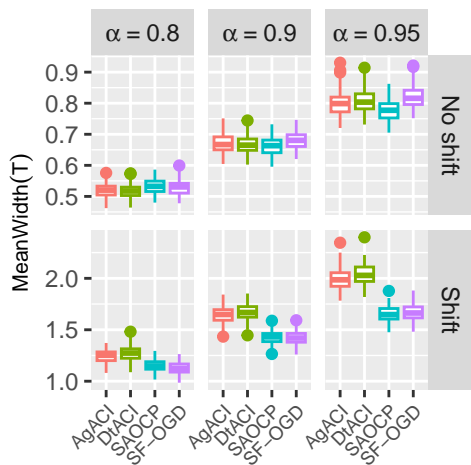 α = 0.8
α = 0.9
α = 0.95
MeanWidth(T)
0.9
0.8
0.7
0.6
0.5
No shift
2.0
1.5
1.0
Shift
AgACI
DtACI
SAOCP
SF−OGD
AgACI
DtACI
SAOCP
SF−OGD
AgACI
DtACI
SAOCP
SF−OGD